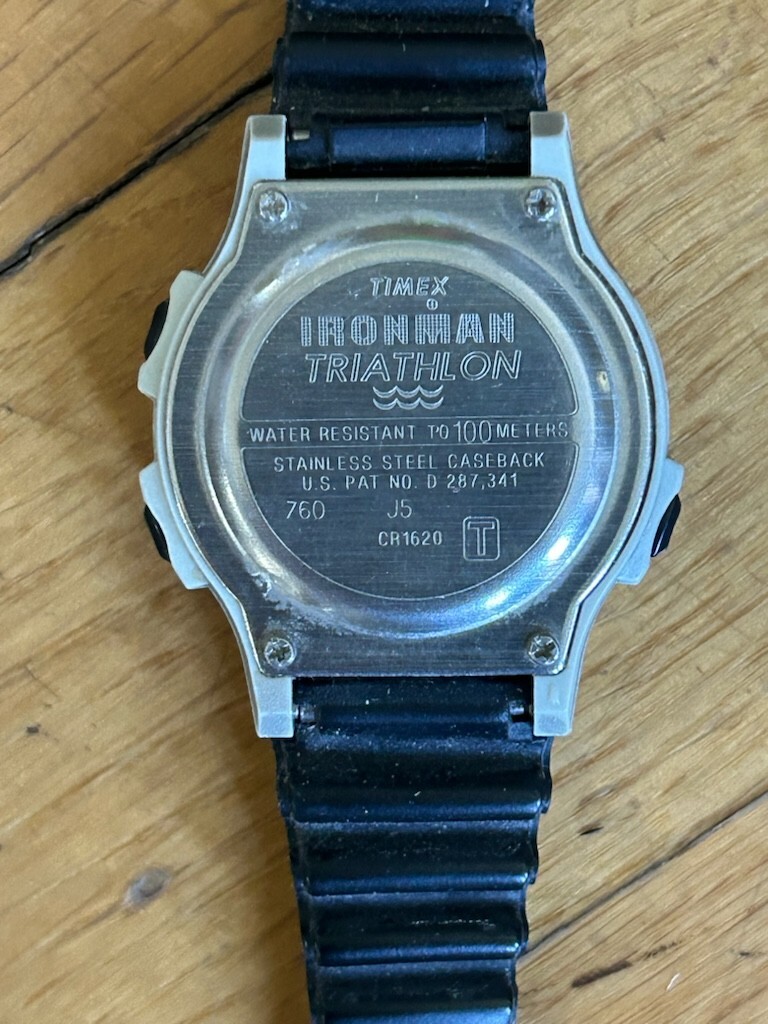 TIMEX
®
IRONMAN
TRIATHLON
WATER RESISTANT TO 100 METERS
STAINLESS STEEL CASEBACK
U.S. PAT NO. D 287,341
760 J5
CR1620 T